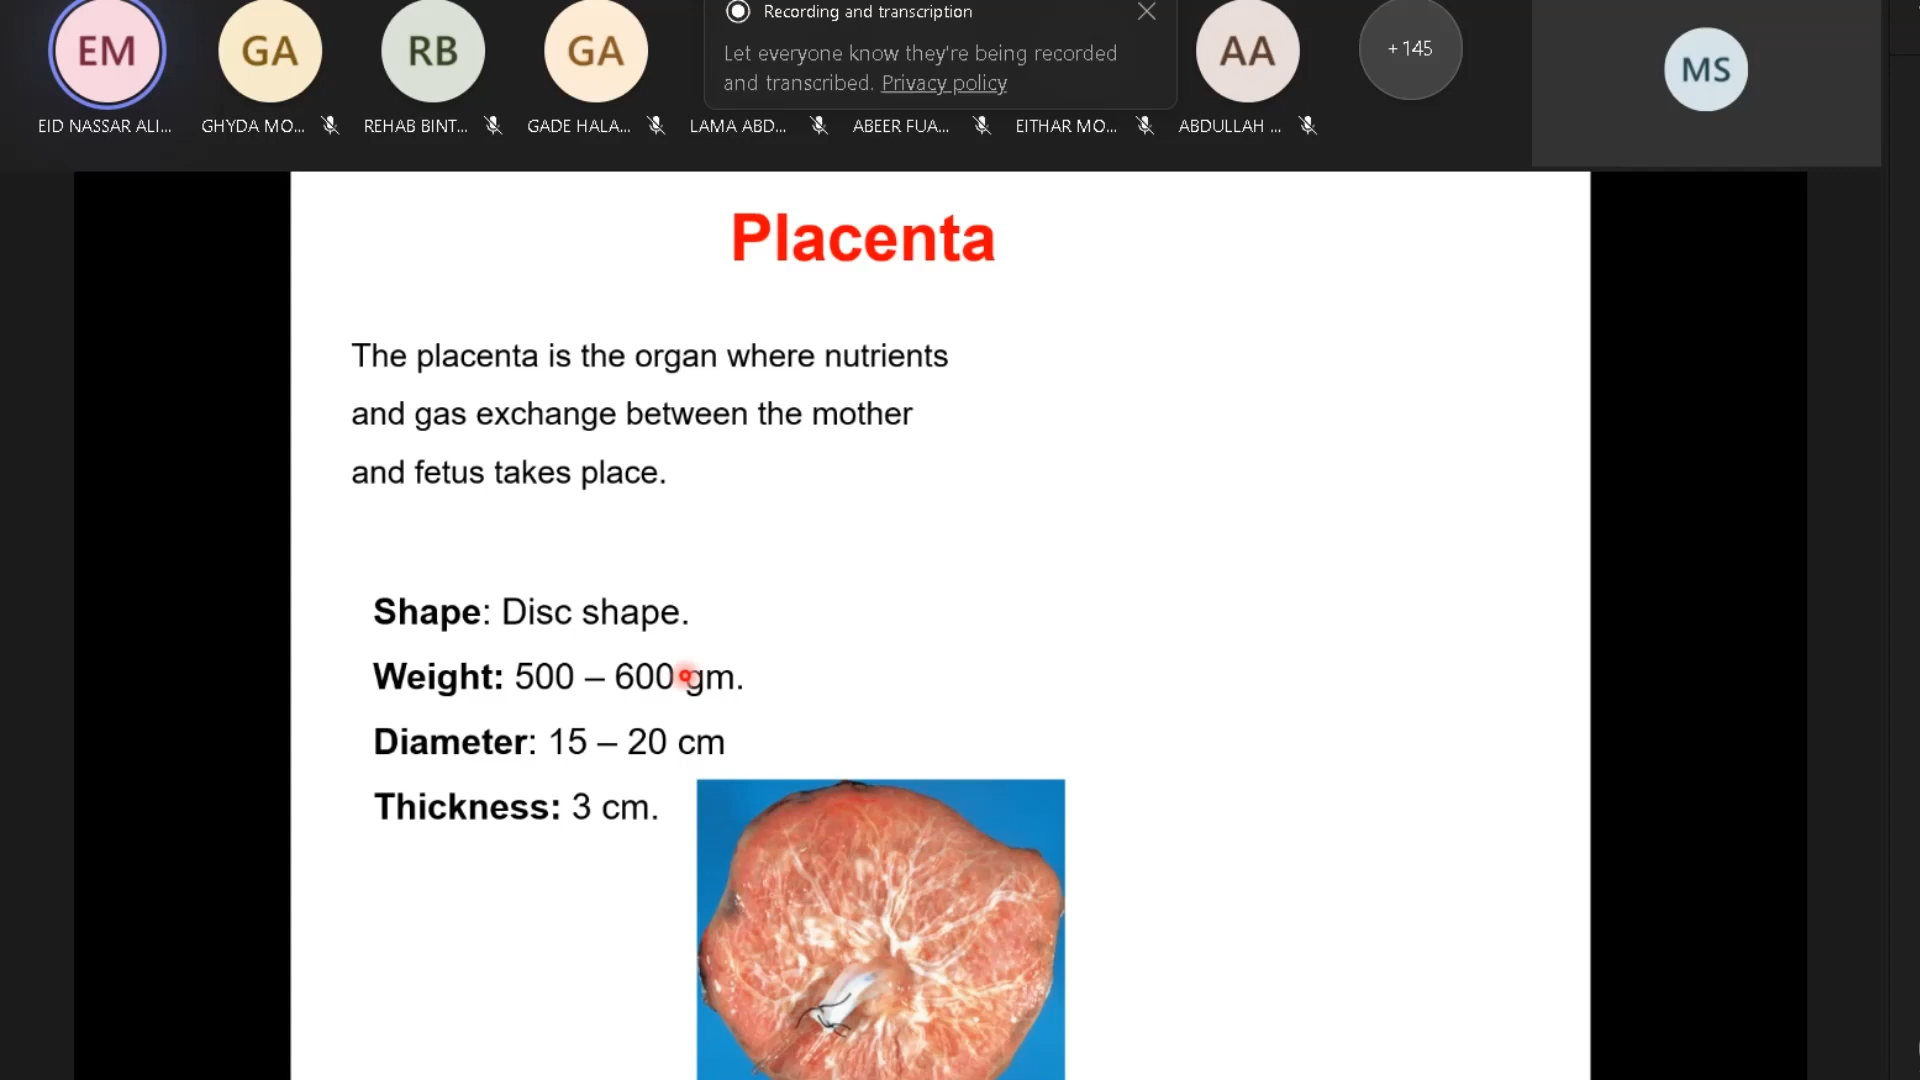 EM
GA
RB
GA
Recording and transcription
Let everyone know they're being recorded
and transcribed. Privacy policy
AA
+145
MS
EID NASSAR ALI...
GHYDA MO...
REHAB BINT...
GADE HALA...
LAMA ABD...
ABEER FUA...
EITHAR MO...
ABDULLAH ...
Placenta
The placenta is the organ where nutrients
and gas exchange between the mother
and fetus takes place.
Shape: Disc shape.
Weight: 500 – 600 gm.
Diameter: 15 – 20 cm
Thickness: 3 cm.